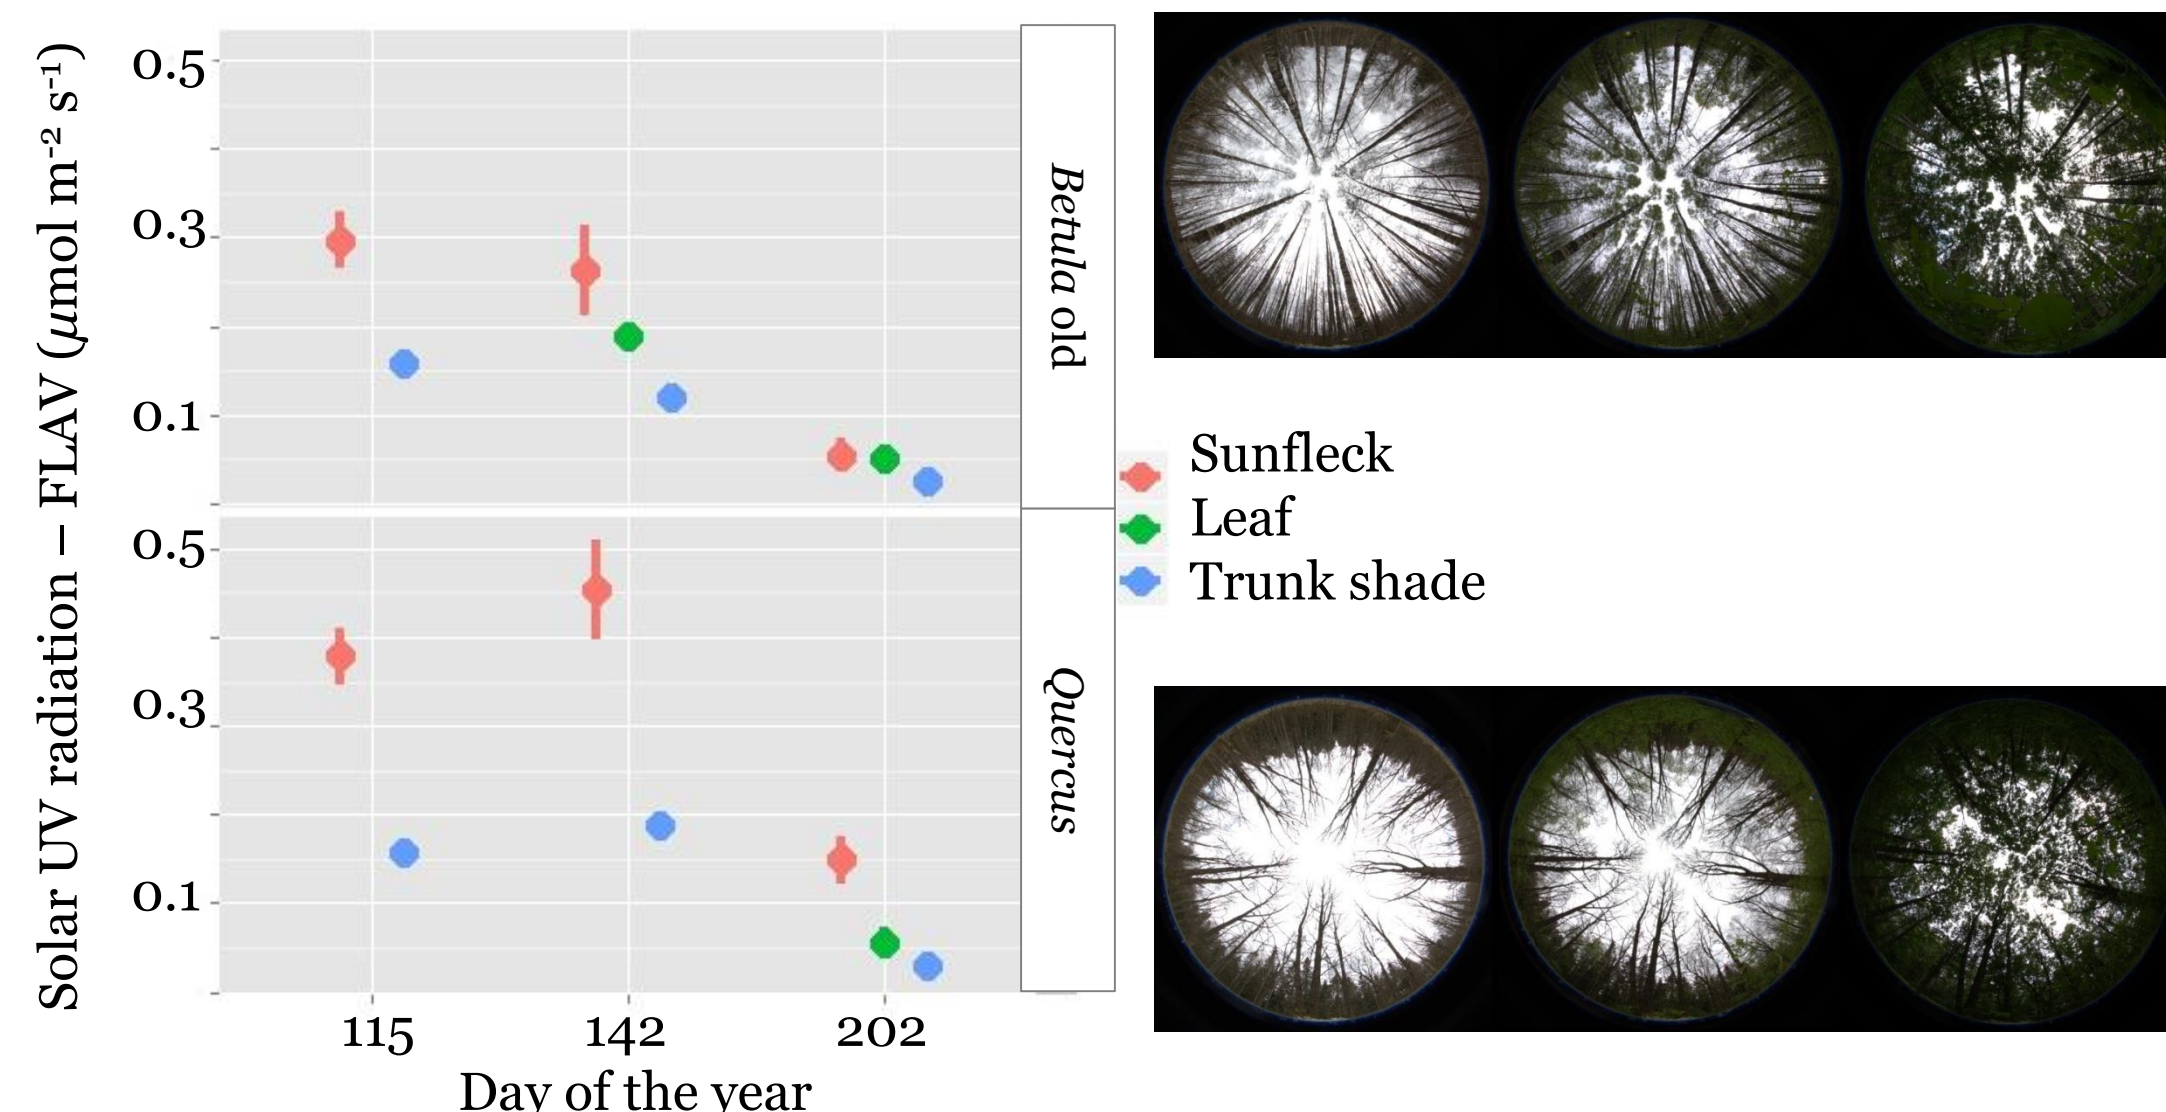 Solar UV radiation – FLAV (µmol m-2 s-1)
0.5
0.3
0.1
Betula old
0.5
0.3
0.1
Quercus
115 142 202
Day of the year
Sunfleck
Leaf
Trunk shade